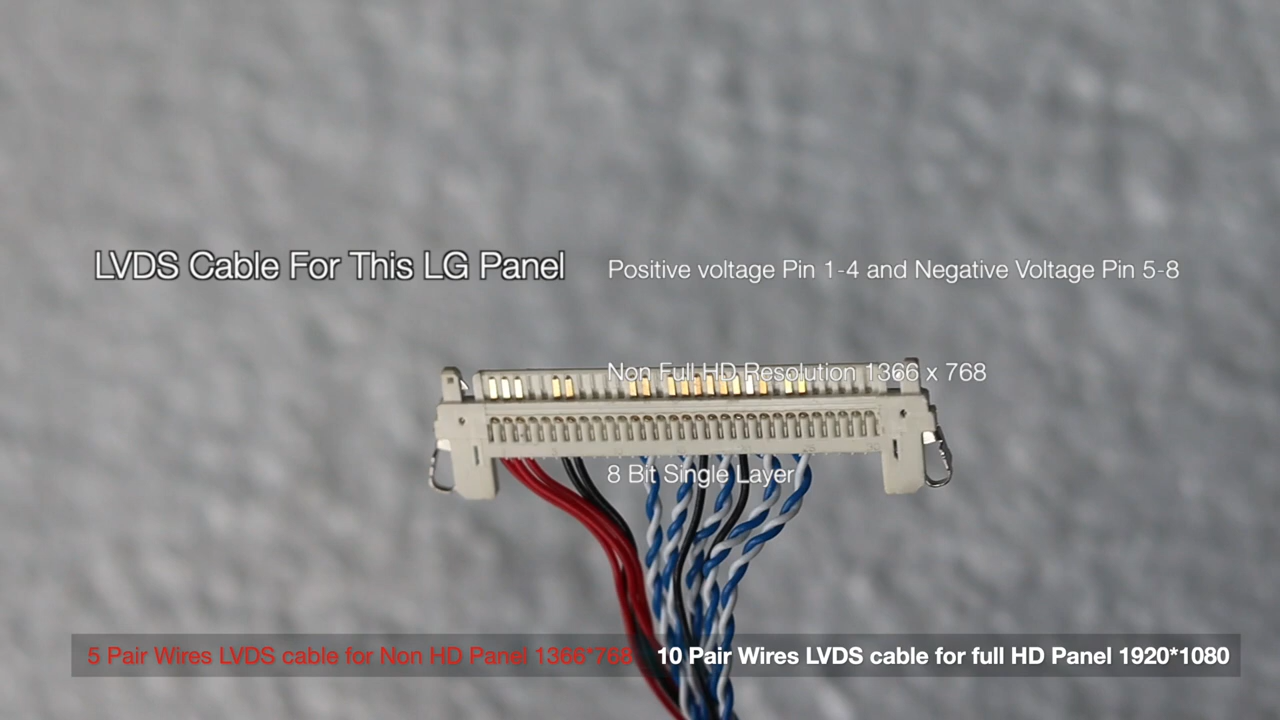 LVDS Cable For This LG Panel
Positive voltage Pin 1-4 and Negative Voltage Pin 5-8
Non Full HD Resolution 1366 x 768
8 Bit Single Layer
5 Pair Wires LVDS cable for Non HD Panel 1366*768
10 Pair Wires LVDS cable for full HD Panel 1920*1080